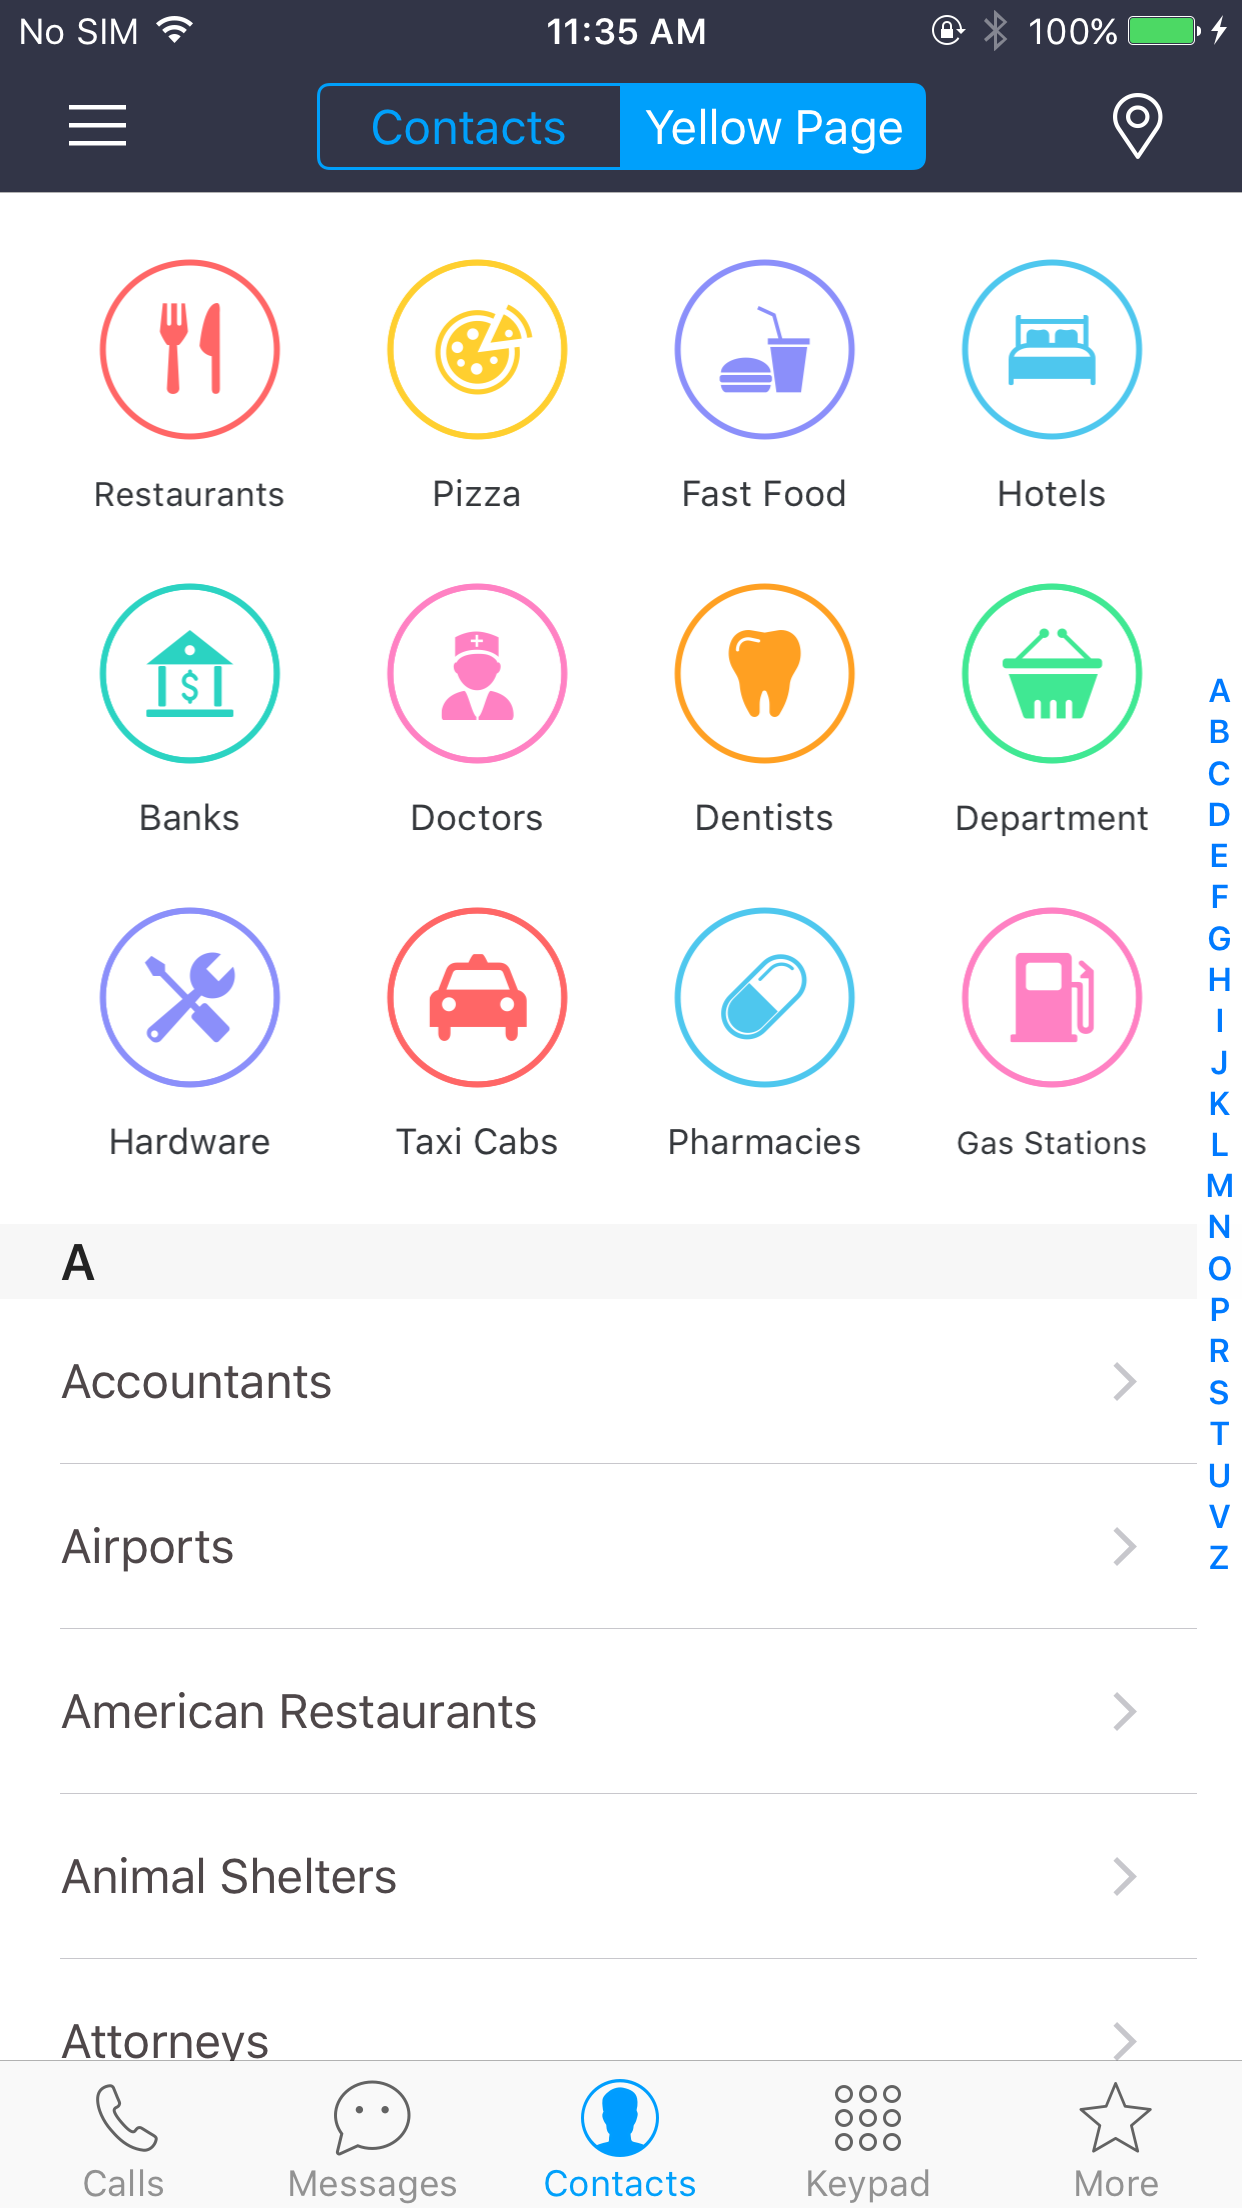 No SIM 11:35 AM 100%
Contacts Yellow Page
Restaurants Pizza Fast Food Hotels
$
Banks Doctors Dentists Department
Hardware Taxi Cabs Pharmacies Gas Stations
A
B
C
D
E
F
G
H
I
J
K
L
M
N
O
P
R
S
T
U
V
Z
A
Accountants
Airports
American Restaurants
Animal Shelters
Attorneys
Calls Messages Contacts Keypad More